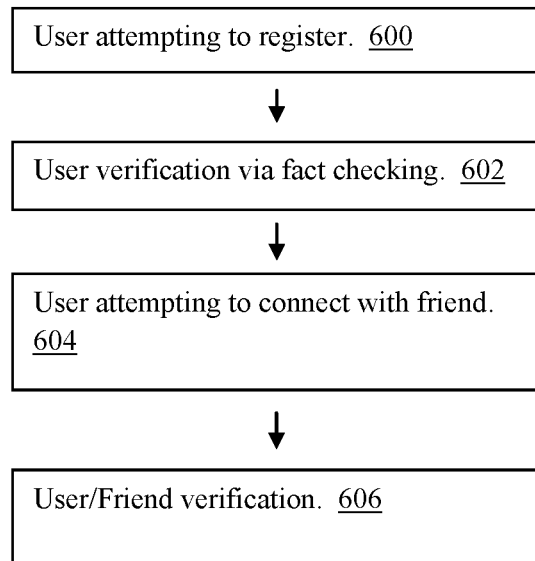 User attempting to register. 600
User verification via fact checking. 602
User attempting to connect with friend.
604
User/Friend verification. 606